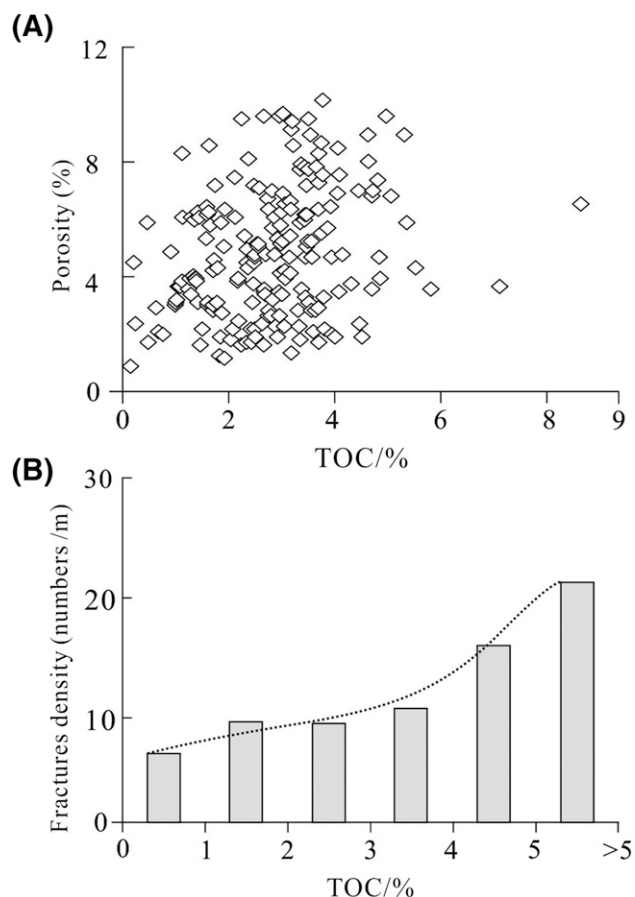 (A)
12
8
4
0
Porosity (%)
0 2 4 6 8 9
TOC/%
(B)
30
20
10
0
Fractures density (numbers /m)
0 1 2 3 4 5 >5
TOC/%